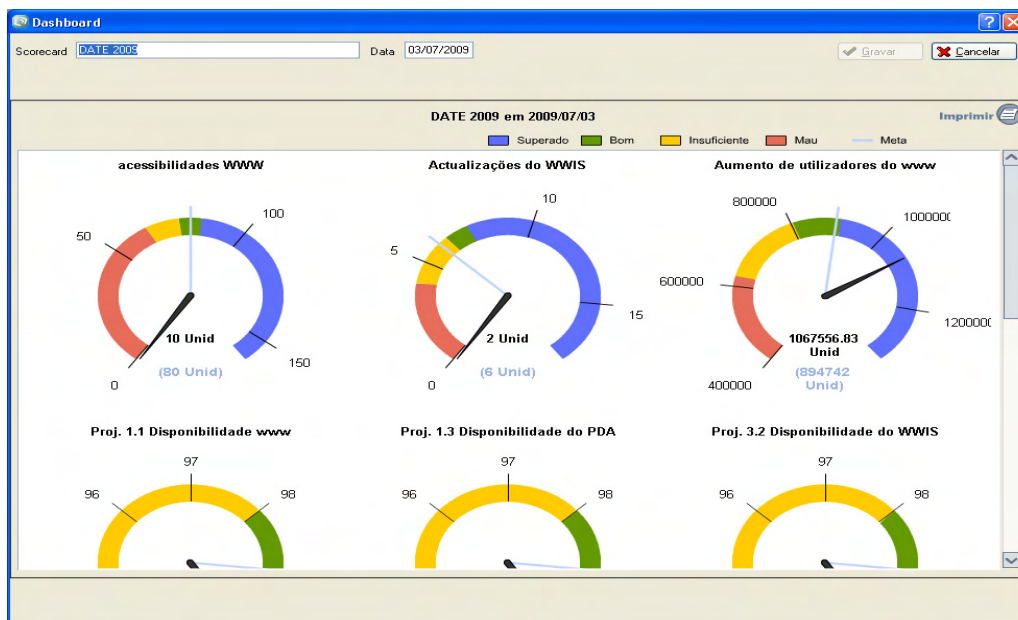 Dashboard
Scorecard DATE 2009 Data 03/07/2009 Gravar Cancelar
DATE 2009 em 2009/07/03 Imprimir
Superado Bom Insuficiente Mau Meta
acessibilidades WWW
0 50 100 150
10 Unid
(80 Unid)
Actualizações do WWIS
0 5 10 15
2 Unid
(6 Unid)
Aumento de utilizadores do www
400000 600000 800000 1000000 1200000
1067556.83
Unid
(894742
Unid)
Proj. 1.1 Disponibilidade www
96 97 98
Proj. 1.3 Disponibilidade do PDA
96 97 98
Proj. 3.2 Disponibilidade do WWIS
96 97 98